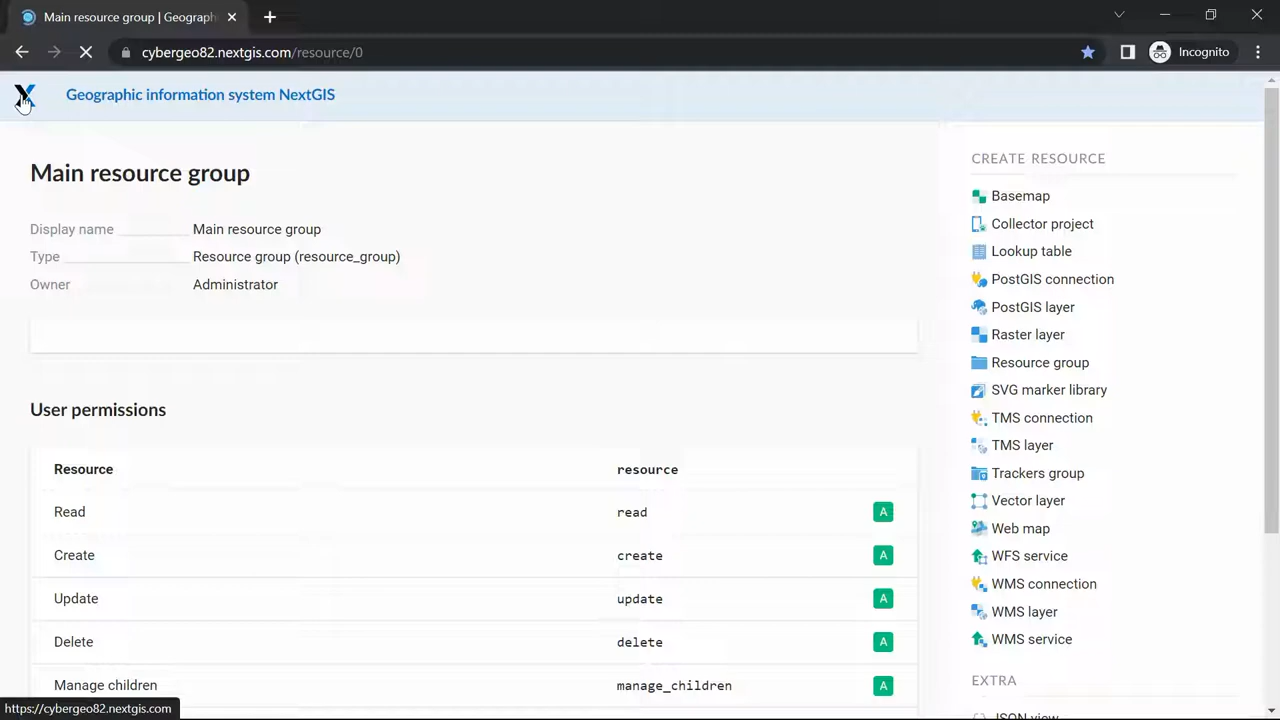 Main resource group | Geograph
cybergeo82.nextgis.com/resource/0
Incognito
Geographic information system NextGIS
Main resource group
Display name Main resource group
Type Resource group (resource_group)
Owner Administrator
User permissions
Resource resource
Read read A
Create create A
Update update A
Delete delete A
Manage children manage_children A
CREATE RESOURCE
Basemap
Collector project
Lookup table
PostGIS connection
PostGIS layer
Raster layer
Resource group
SVG marker library
TMS connection
TMS layer
Trackers group
Vector layer
Web map
WFS service
WMS connection
WMS layer
WMS service
EXTRA
JSON view
https://cybergeo82.nextgis.com